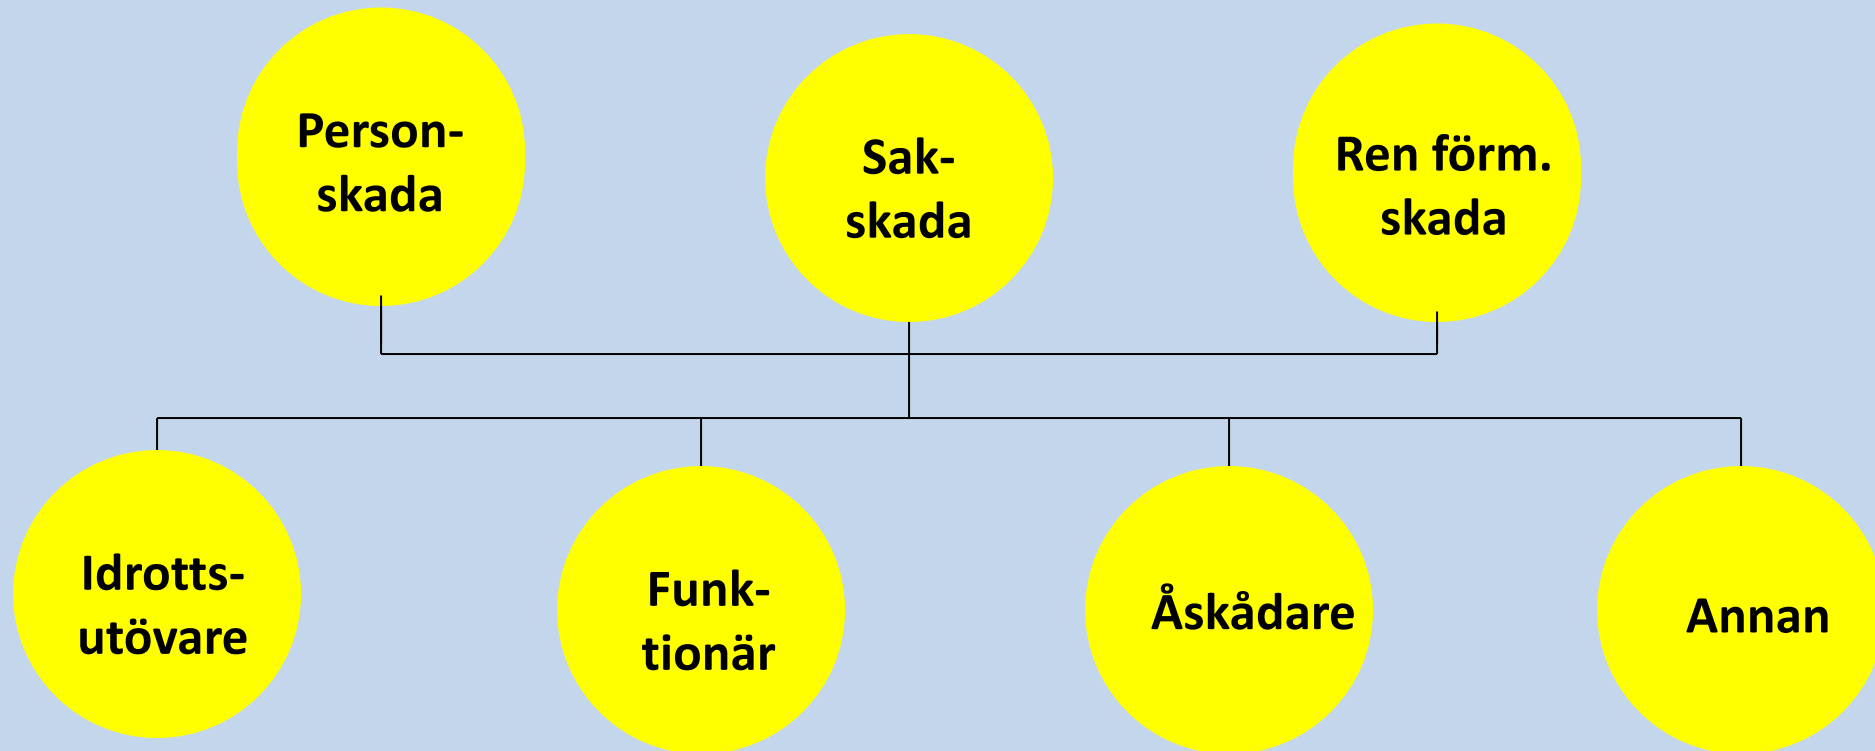 Person-
skada
Sak-
skada
Ren förm.
skada
Idrotts-
utövare
Funk-
tionär
Åskådare
Annan